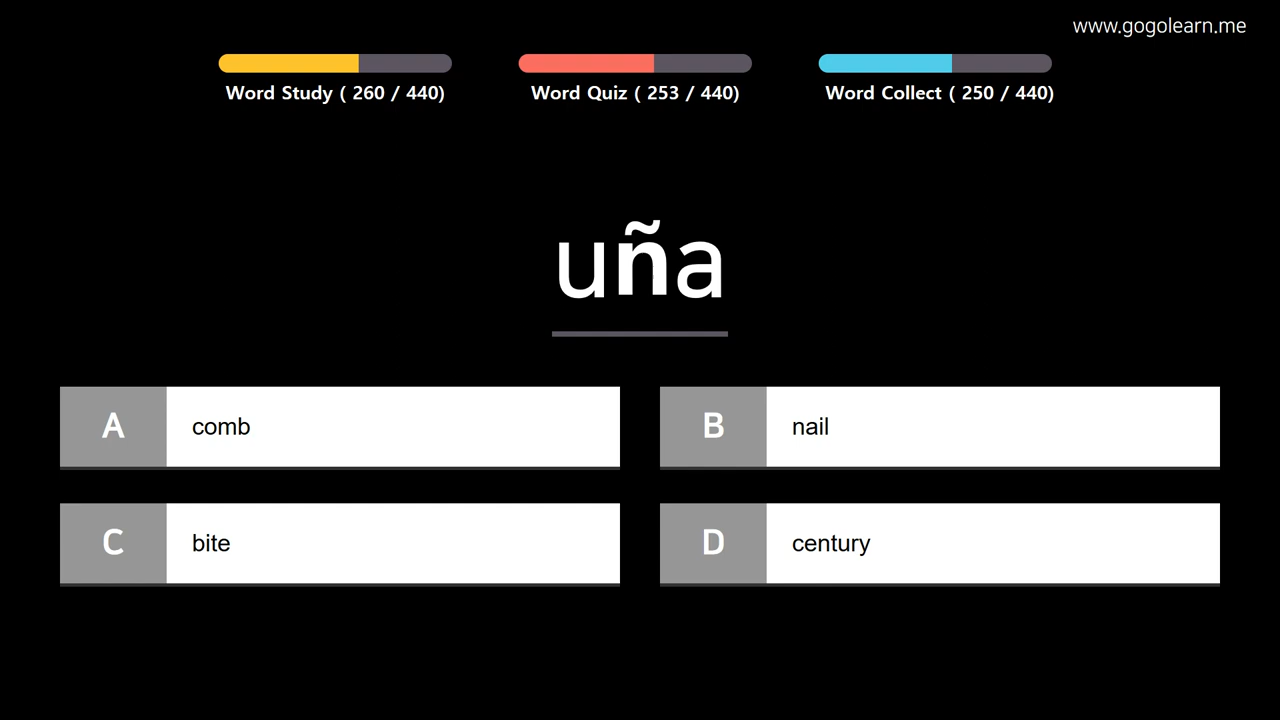 www.gogolearn.me
Word Study ( 260 / 440)
Word Quiz ( 253 / 440)
Word Collect ( 250 / 440)
uña
A comb
B nail
C bite
D century